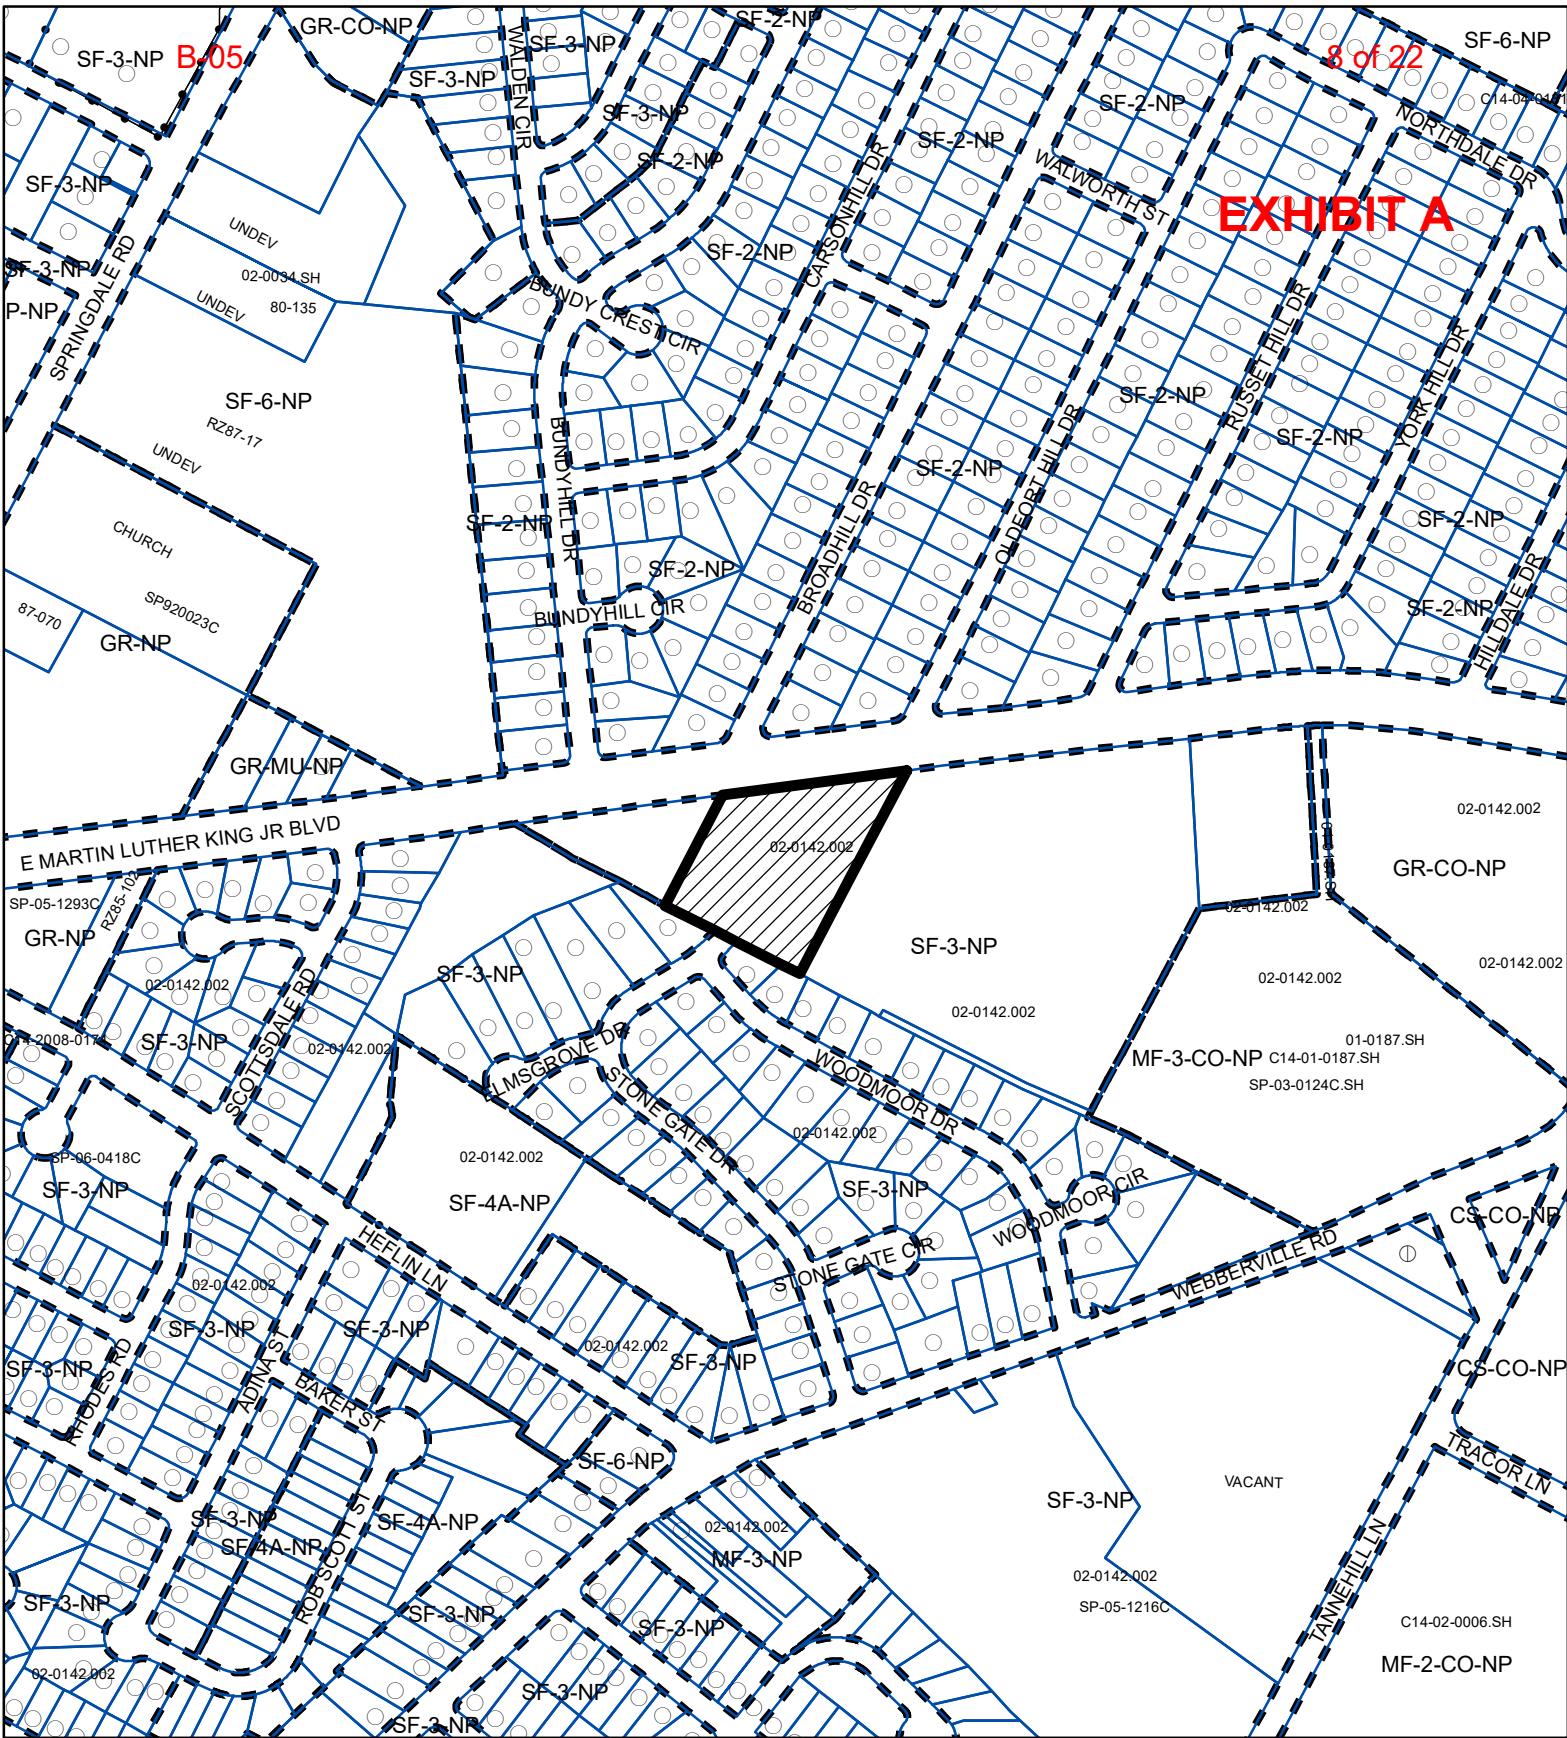 B-05
8 of 22
EXHIBIT A
SF-3-NP
GR-CO-NP
SF-3-NP
WALDEN CIR
SF-3-NP
SF-2-NP
SF-6-NP
SF-3-NP
SF-2-NP
SF-2-NP
SF-2-NP
NORTHDALE DR
WALWORTH ST
SF-3-NP
SPRINGDALE RD
SF-3-NP
P-NP
UNDEV
02-0034.SH
UNDEV
80-135
SF-2-NP
CARSONHILL DR
BUNDY CREST CIR
SF-6-NP
RZ87-17
UNDEV
RUSSET HILL DR
YORK HILL DR
SF-2-NP
SF-2-NP
OLDFORT HILL DR
SF-2-NP
BUNDYHILL DR
SF-2-NP
BROADHILL DR
SF-2-NP
CHURCH
SP920023C
87-070
GR-NP
SF-2-NP
BUNDYHILL CIR
SF-2-NP
HILLDALE DR
GR-MU-NP
E MARTIN LUTHER KING JR BLVD
02-0142.002
02-0142.002
GR-CO-NP
SP-05-1293C
RZ85-102
GR-NP
02-0142.002
SF-3-NP
SF-3-NP
02-0142.002
02-0142.002
02-0142.002
02-0142.002
C14-2008-0174
SF-3-NP
SCOTTSDALE RD
02-0142.002
ELMSGROVE DR
STONE GATE DR
WOODMOOR DR
01-0187.SH
MF-3-CO-NP
C14-01-0187.SH
SP-03-0124C.SH
02-0142.002
SP-06-0418C
SF-3-NP
02-0142.002
SF-4A-NP
SF-3-NP
WOODMOOR CIR
STONE GATE CIR
CS-CO-NP
WEBBERVILLE RD
HEFLIN LN
02-0142.002
SF-3-NP
SF-3-NP
02-0142.002
SF-3-NP
SF-3-NP
RHODES RD
ADINA ST
BAKER ST
CS-CO-NP
TRACOR LN
SF-6-NP
VACANT
SF-3-NP
SF-3-NP
SF-4A-NP
ROB SCOTT ST
SF-4A-NP
02-0142.002
MF-3-NP
TANNEHILL LN
02-0142.002
SP-05-1216C
SF-3-NP
SF-3-NP
SF-3-NP
C14-02-0006.SH
MF-2-CO-NP
02-0142.002
SF-3-NP
SF-3-NP